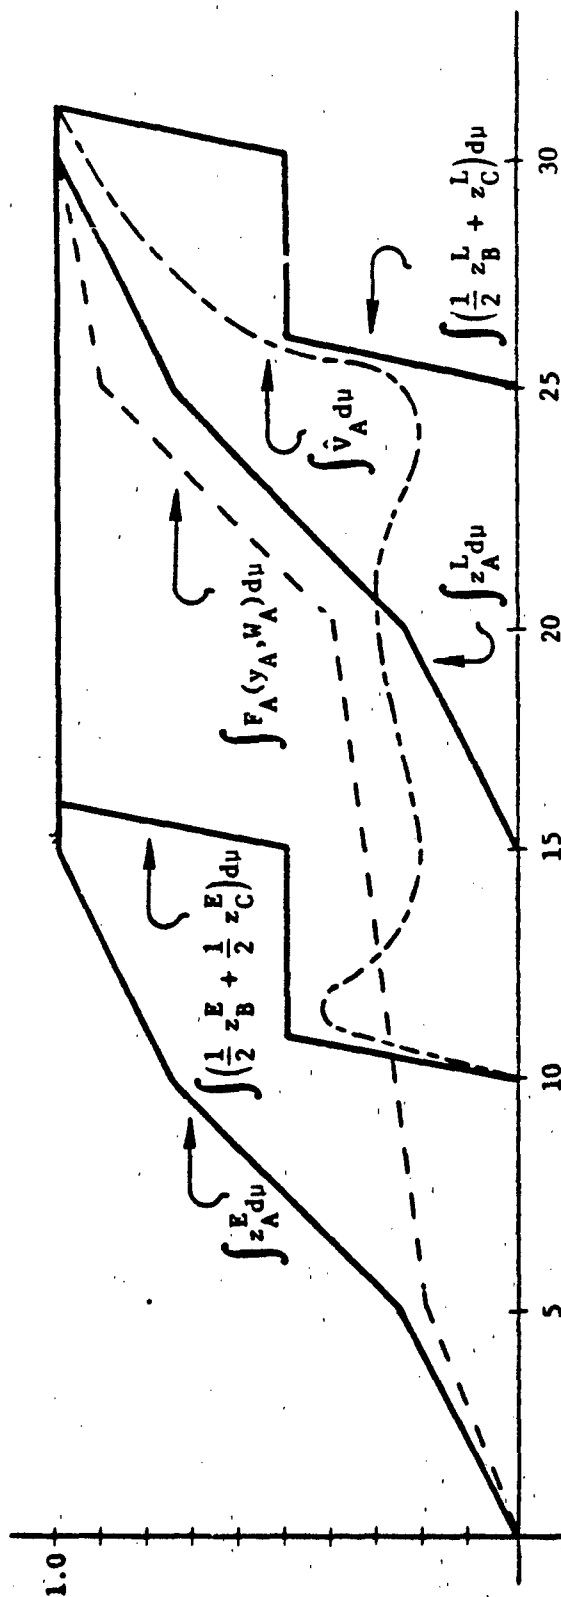 1.0
∫z_A^E dμ
∫(1/2 z_B^E + 1/2 z_C^E)dμ
∫F_A(y_A,W_A)dμ
∫V̂_A dμ
∫z_A^L dμ
∫(1/2 z_B^L + z_C^L)dμ
5 10 15 20 25 30